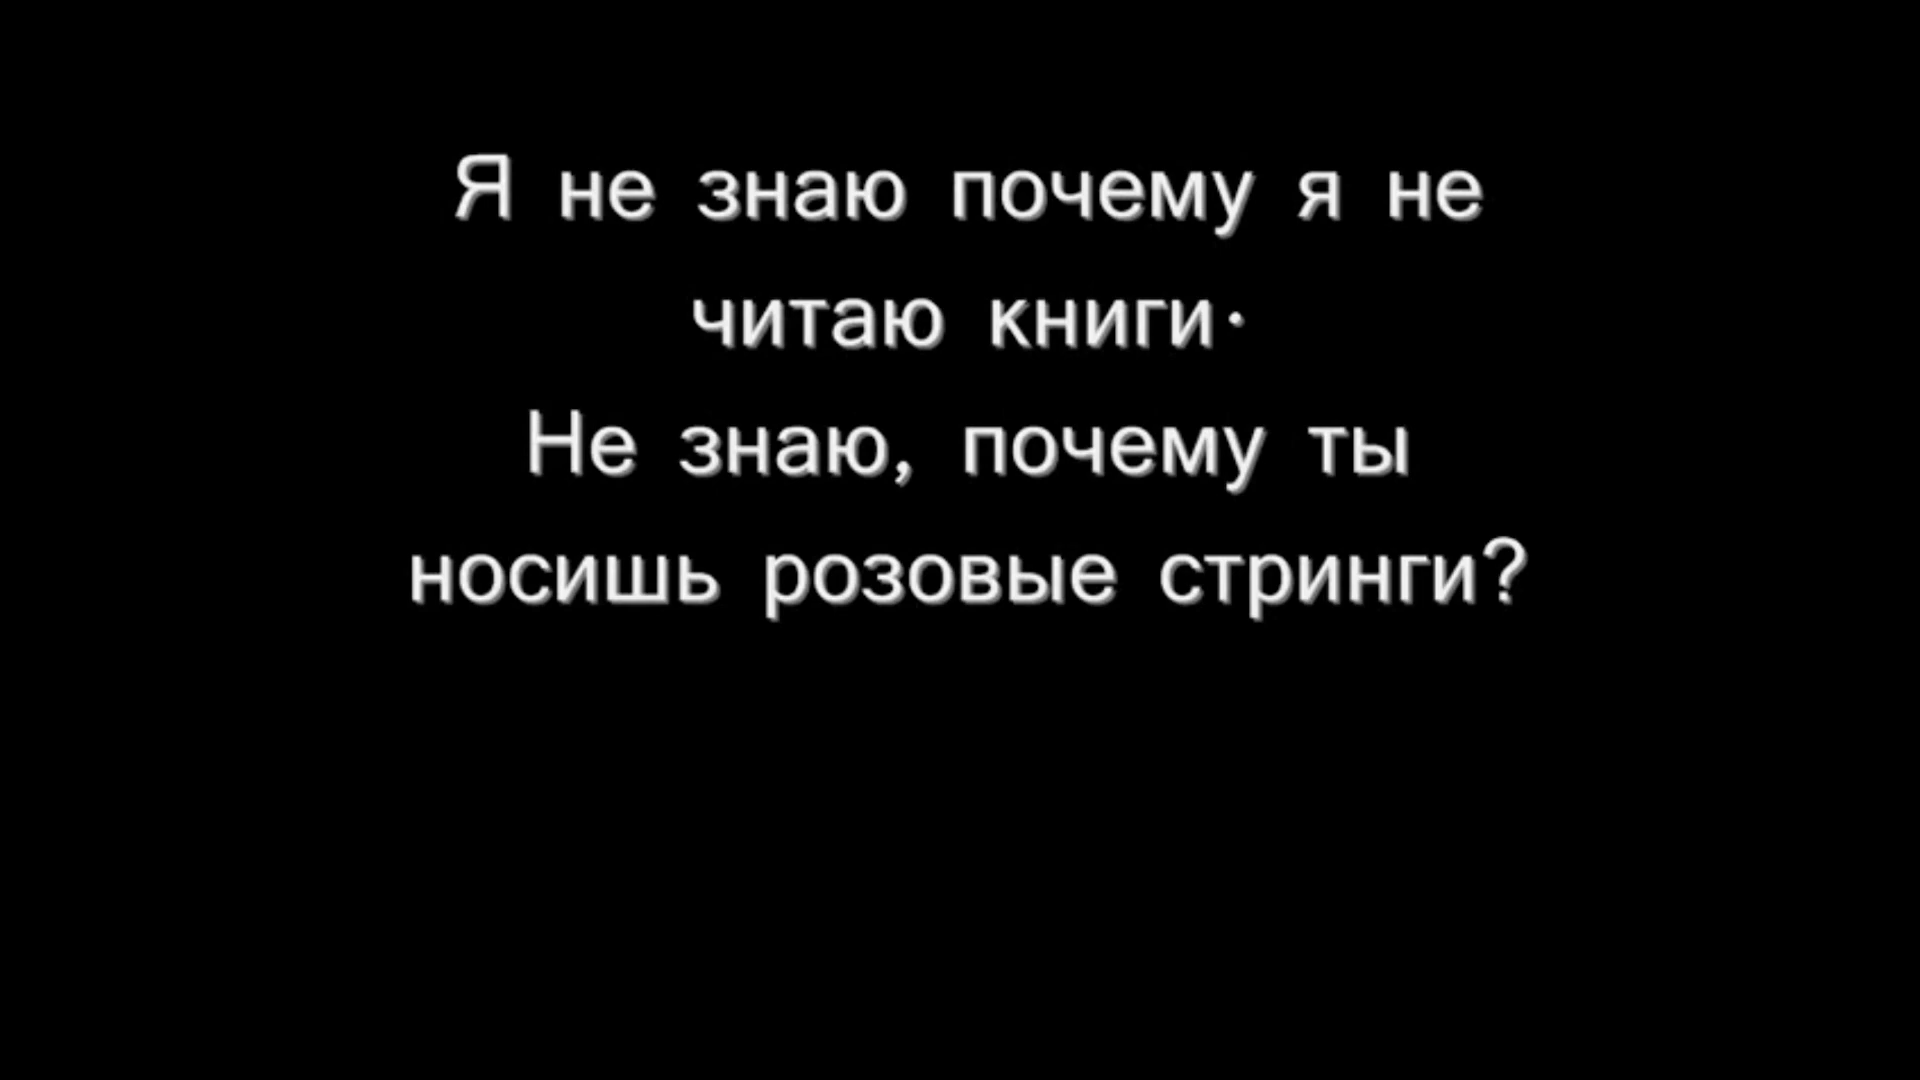 Я не знаю почему я не
читаю книги·
Не знаю, почему ты
носишь розовые стринги?